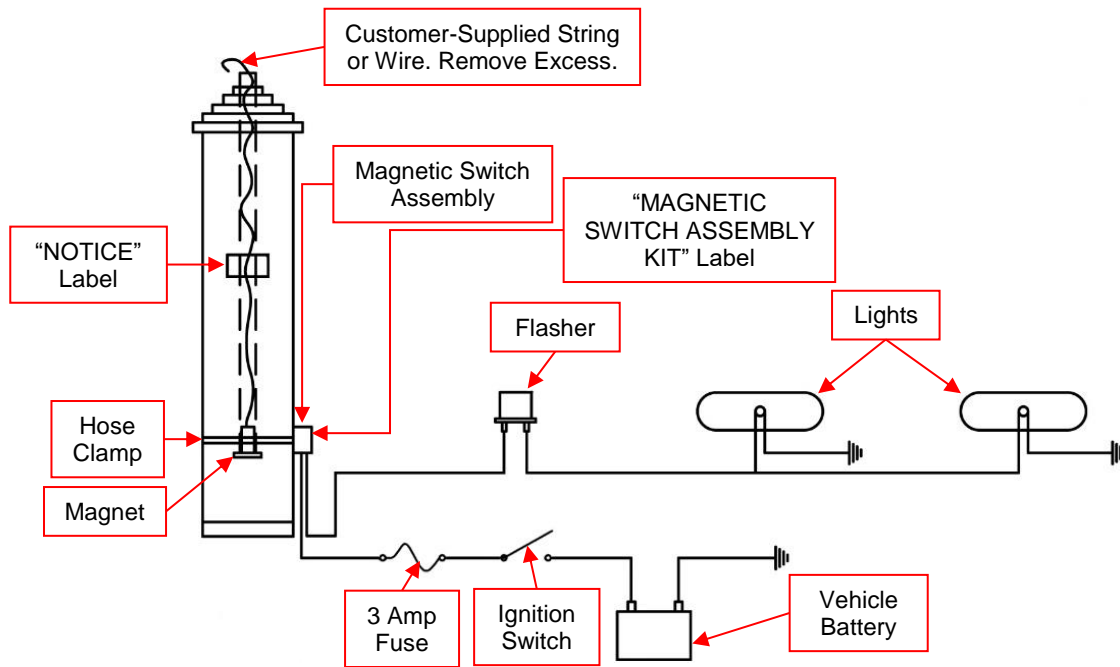 Customer-Supplied String
or Wire. Remove Excess.
Magnetic Switch
Assembly
“MAGNETIC
SWITCH ASSEMBLY
KIT” Label
“NOTICE”
Label
Flasher
Lights
Hose
Clamp
Magnet
3 Amp
Fuse
Ignition
Switch
Vehicle
Battery